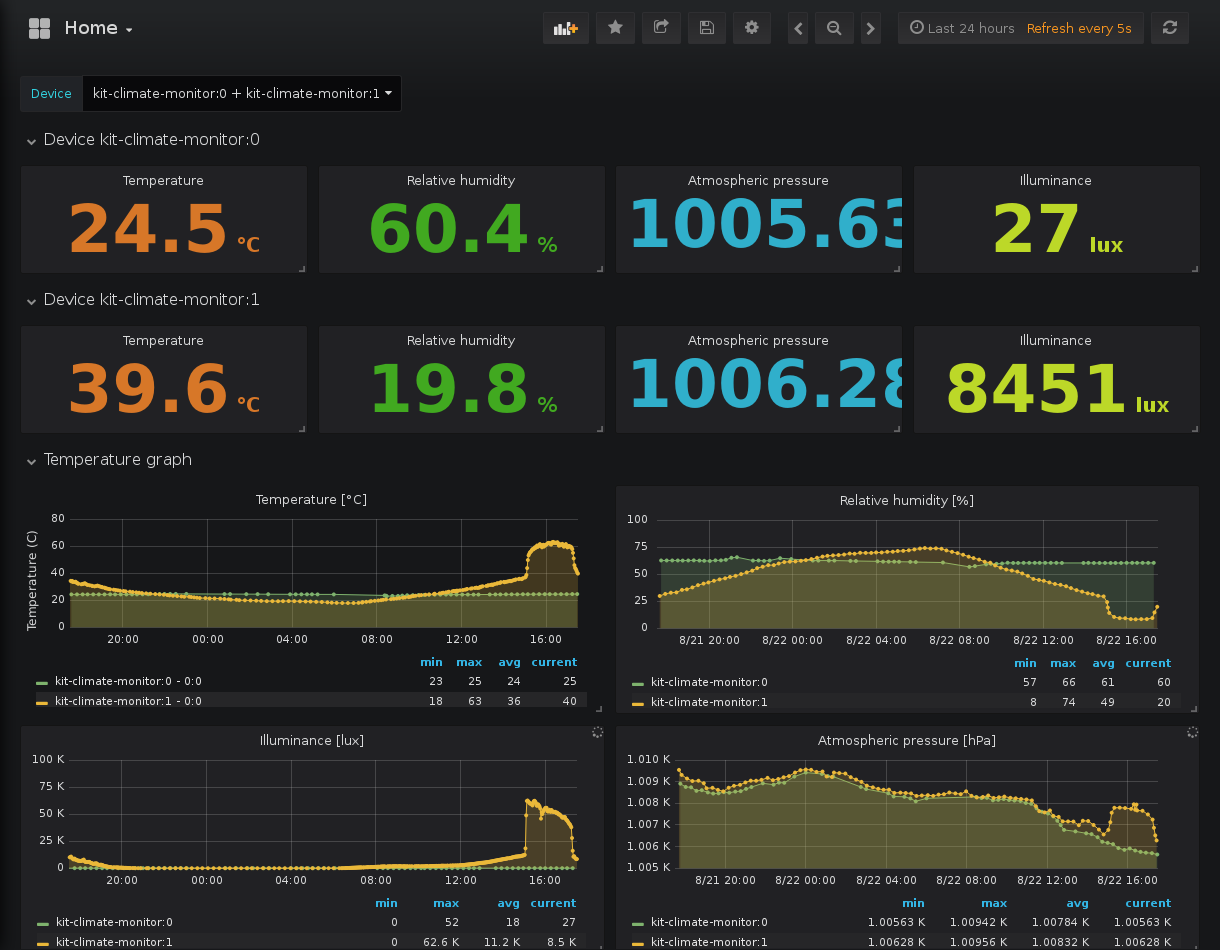 Home
Last 24 hours Refresh every 5s
Device kit-climate-monitor:0 + kit-climate-monitor:1
Device kit-climate-monitor:0
Temperature Relative humidity Atmospheric pressure Illuminance
24.5 °C 60.4 % 1005.63 27 lux
Device kit-climate-monitor:1
Temperature Relative humidity Atmospheric pressure Illuminance
39.6 °C 19.8 % 1006.28 8451 lux
Temperature graph
Temperature [°C]
Temperature (C)
80
60
40
20
0
20:00 00:00 04:00 08:00 12:00 16:00
min max avg current
kit-climate-monitor:0 - 0:0 23 25 24 25
kit-climate-monitor:1 - 0:0 18 63 36 40
Relative humidity [%]
100
75
50
25
0
8/21 20:00 8/22 00:00 8/22 04:00 8/22 08:00 8/22 12:00 8/22 16:00
min max avg current
kit-climate-monitor:0 57 66 61 60
kit-climate-monitor:1 8 74 49 20
Illuminance [lux]
100 K
75 K
50 K
25 K
0
20:00 00:00 04:00 08:00 12:00 16:00
min max avg current
kit-climate-monitor:0 0 52 18 27
kit-climate-monitor:1 0 62.6 K 11.2 K 8.5 K
Atmospheric pressure [hPa]
1.010 K
1.009 K
1.008 K
1.007 K
1.006 K
1.005 K
8/21 20:00 8/22 00:00 8/22 04:00 8/22 08:00 8/22 12:00 8/22 16:00
min max avg current
kit-climate-monitor:0 1.00563 K 1.00942 K 1.00784 K 1.00563 K
kit-climate-monitor:1 1.00628 K 1.00956 K 1.00832 K 1.00628 K